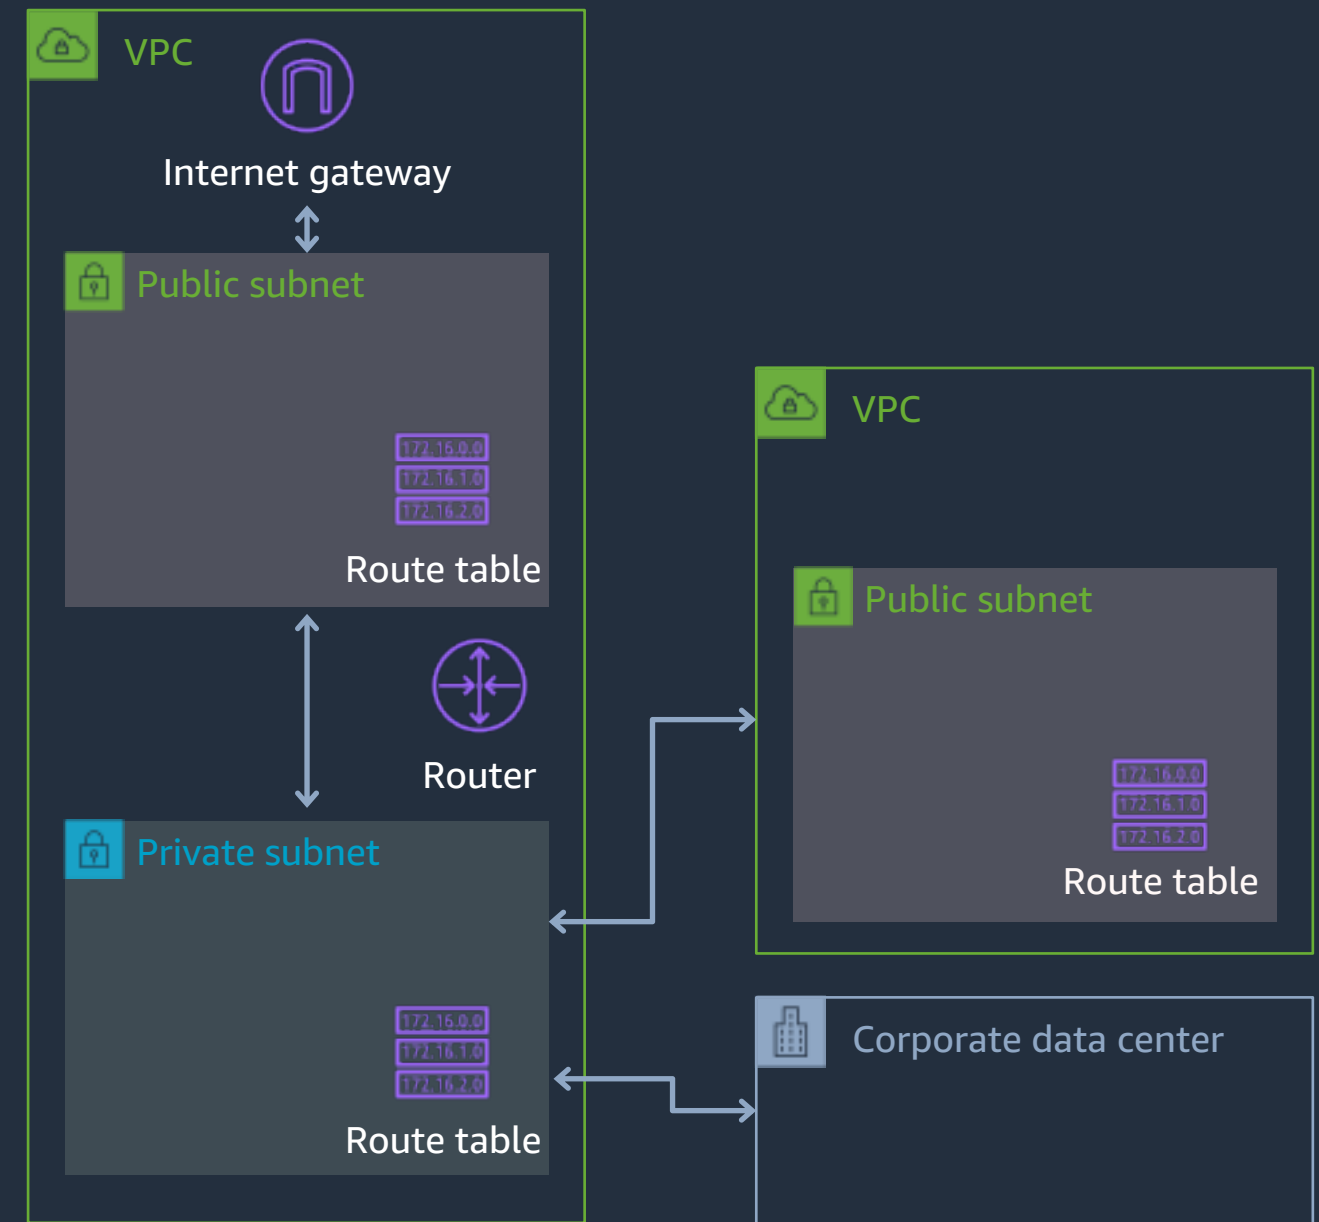 VPC
Internet gateway
Public subnet
172.16.0.0
172.16.1.0
172.16.2.0
Route table
Router
Private subnet
172.16.0.0
172.16.1.0
172.16.2.0
Route table
VPC
Public subnet
172.16.0.0
172.16.1.0
172.16.2.0
Route table
Corporate data center